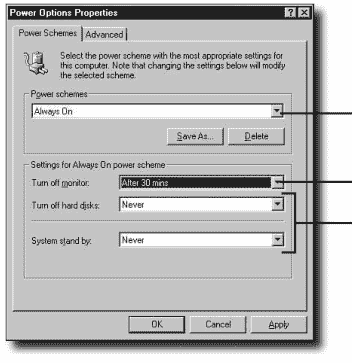 Power Options Properties
Power Schemes Advanced
Select the power scheme with the most appropriate settings for
this computer. Note that changing the settings below will modify
the selected scheme.
Power schemes
Always On
Save As... Delete
Settings for Always On power scheme
Turn off monitor: After 30 mins
Turn off hard disks: Never
System stand by: Never
OK Cancel Apply